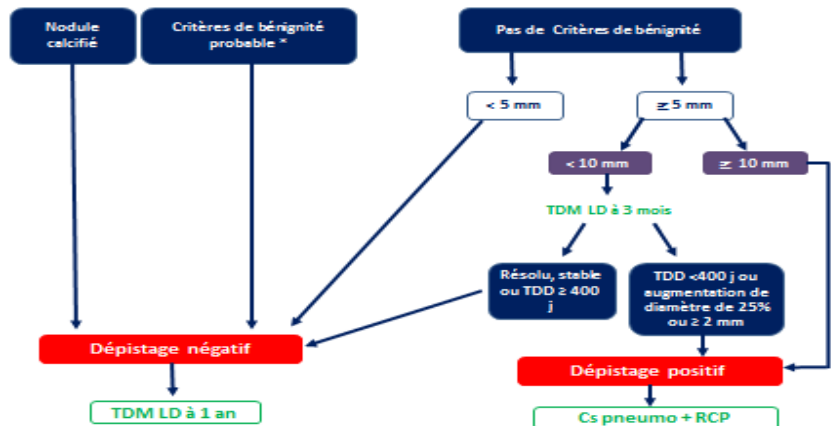 Nodule
calcifié
Critères de bénignité
probable *
Pas de Critères de bénignité
< 5 mm
≥ 5 mm
< 10 mm
≥ 10 mm
TDM LD à 3 mois
Résolu, stable
ou TDD ≥ 400
j
TDD <400 j ou
augmentation de
diamètre de 25%
ou ≥ 2 mm
Dépistage négatif
Dépistage positif
TDM LD à 1 an
Cs pneumo + RCP